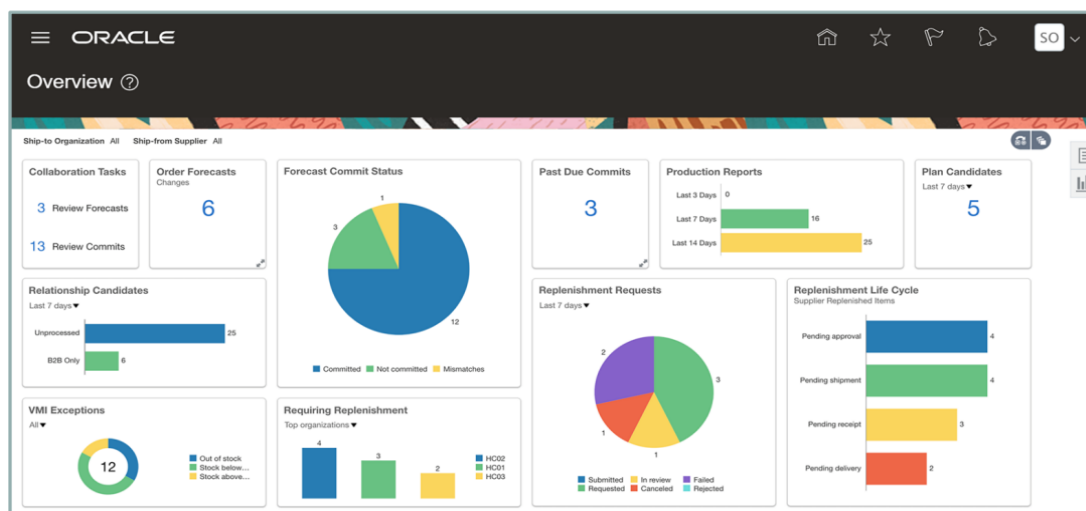 ORACLE
SO
Overview ?
Ship-to Organization All Ship-from Supplier All
Collaboration Tasks
3 Review Forecasts
13 Review Commits
Order Forecasts
Changes
6
Forecast Commit Status
1
3
12
Committed Not committed Mismatches
Past Due Commits
3
Production Reports
Last 3 Days 0
Last 7 Days 16
Last 14 Days 25
Plan Candidates
Last 7 days
5
Relationship Candidates
Last 7 days
Unprocessed 25
B2B Only 6
Replenishment Requests
Last 7 days
2
3
1
1
Submitted In review Failed
Requested Canceled Rejected
Replenishment Life Cycle
Supplier Replenished Items
Pending approval 4
Pending shipment 4
Pending receipt 3
Pending delivery 2
VMI Exceptions
All
12
Out of stock
Stock below...
Stock above...
Requiring Replenishment
Top organizations
4
3
2
HC02
HC01
HC03